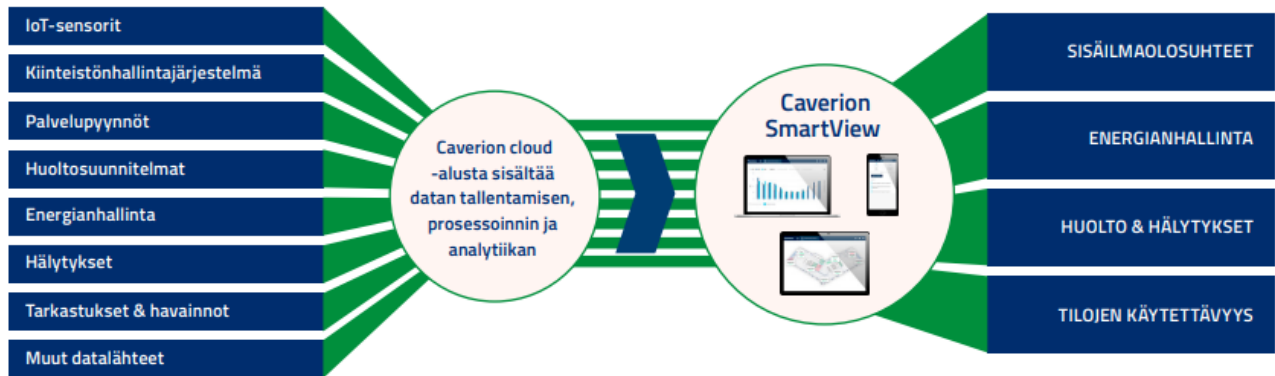 IoT-sensorit
Kiinteistönhallintajärjestelmä
Palvelupyynnöt
Huoltosuunnitelmat
Energianhallinta
Hälytykset
Tarkastukset & havainnot
Muut datalähteet
Caverion cloud
-alusta sisältää
datan tallentamisen,
prosessoinnin ja
analytiikan
Caverion
SmartView
SISÄILMAOLOSUHTEET
ENERGIANHALLINTA
HUOLTO & HÄLYTYKSET
TILOJEN KÄYTETTÄVYYS